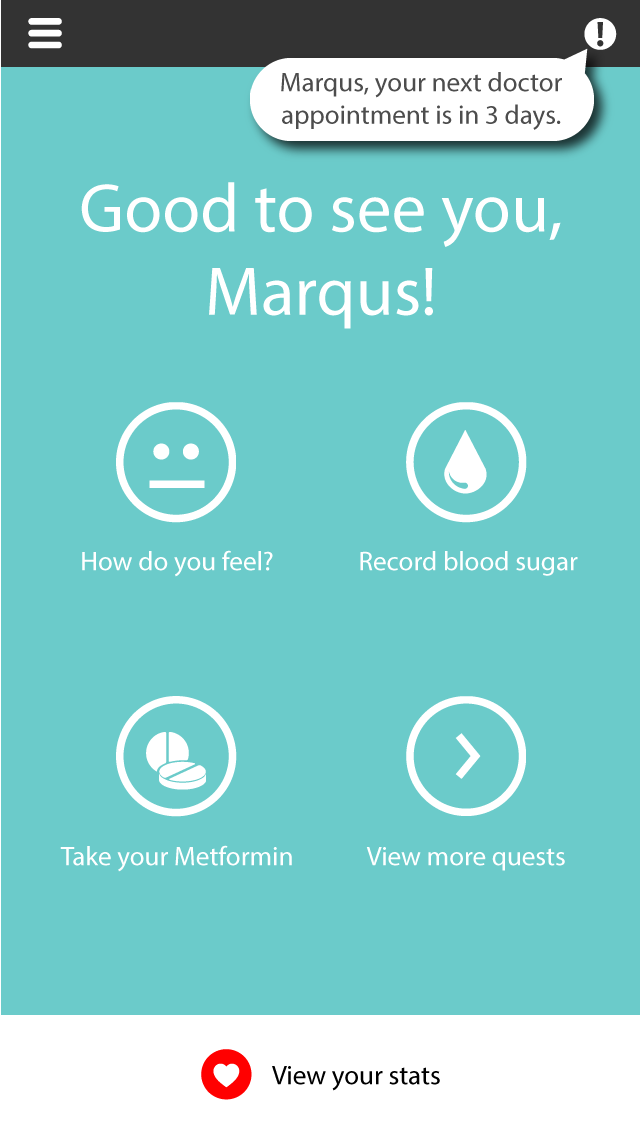 Marqus, your next doctor
appointment is in 3 days.
Good to see you,
Marqus!
How do you feel?
Record blood sugar
Take your Metformin
View more quests
View your stats